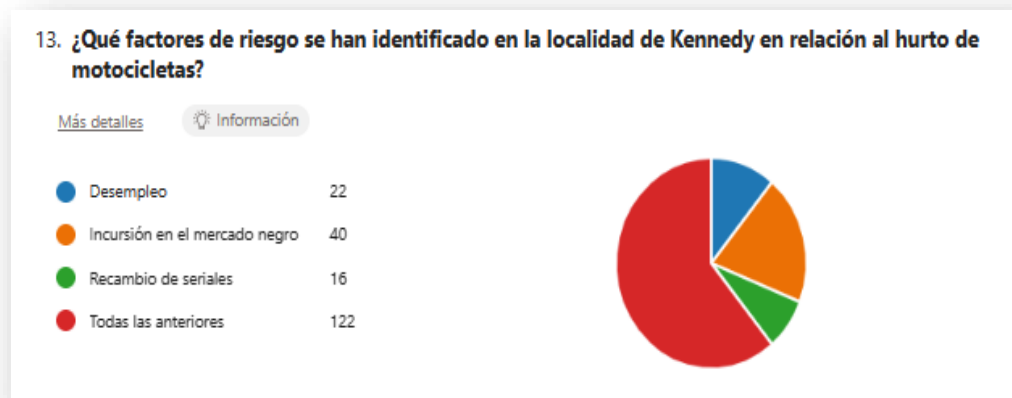 13. ¿Qué factores de riesgo se han identificado en la localidad de Kennedy en relación al hurto de
motocicletas?
Más detalles
Información
Desempleo 22
Incursión en el mercado negro 40
Recambio de seriales 16
Todas las anteriores 122